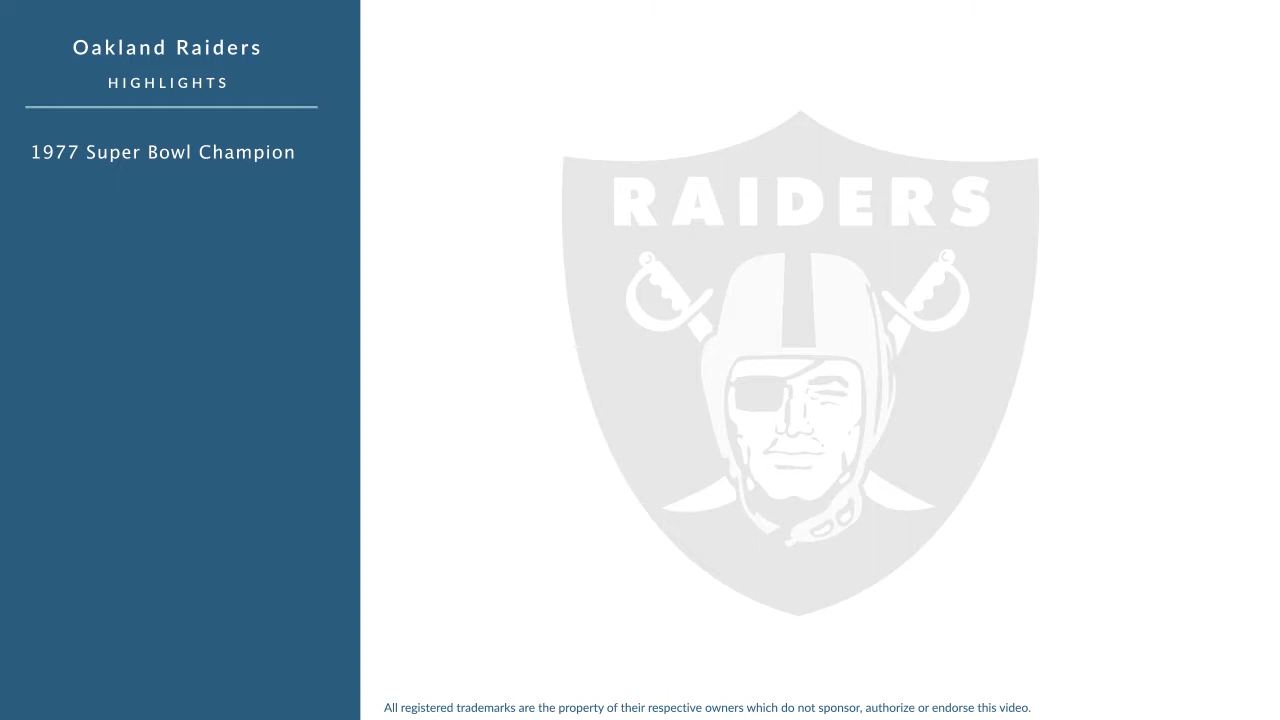 Oakland Raiders
HIGHLIGHTS
1977 Super Bowl Champion
RAIDERS
All registered trademarks are the property of their respective owners which do not sponsor, authorize or endorse this video.